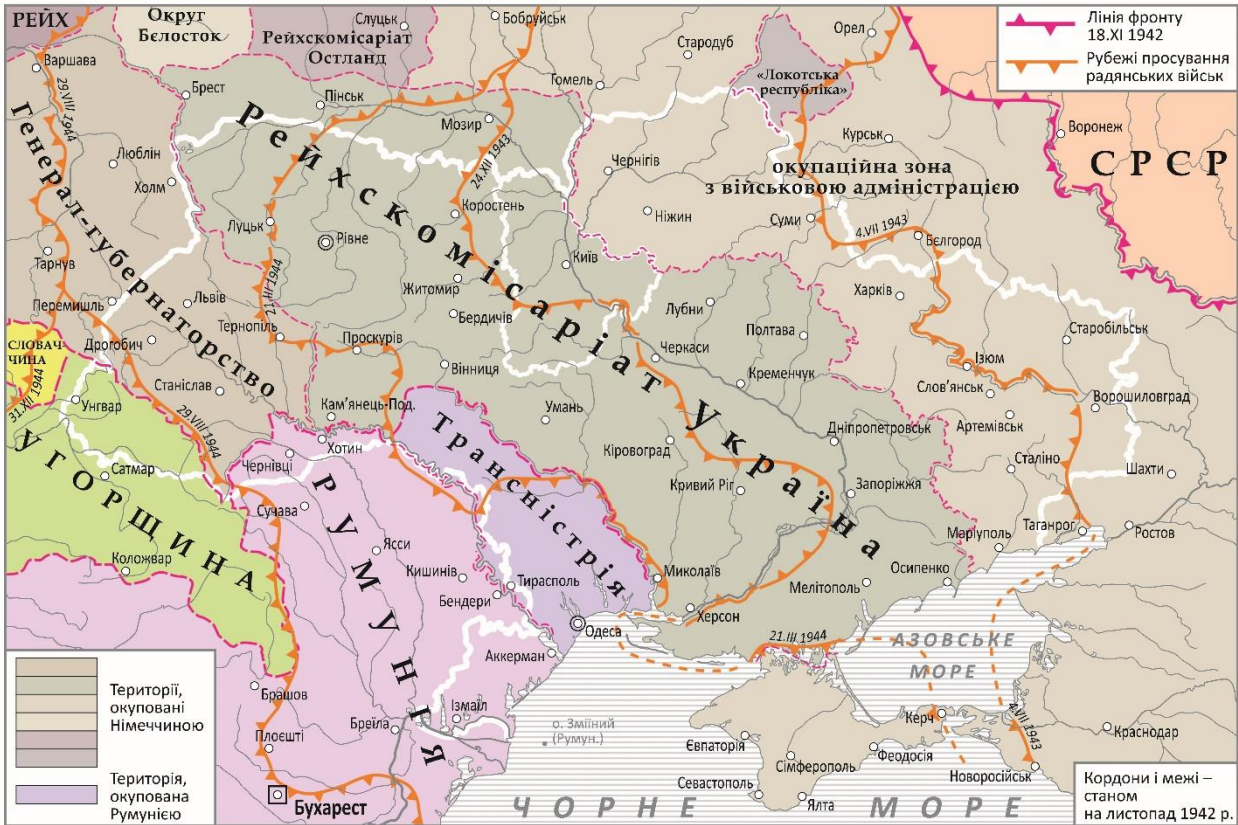 РЕЙХ
Округ
Бєлосток
Слуцьк
Рейхскомісаріат
Остланд
Бобруйськ
Стародуб
Орел
Лінія фронту
18.XI 1942
Рубежі просування
радянських військ
Варшава
29.VIII 1944
Брест
Пінськ
Гомель
«Локотська
республіка»
Мозир
24.XII 1943
Курськ
Воронеж
СРСР
Генерал-губернаторство
Люблін
Холм
Рейхскомісаріат Україна
Чернігів
окупаційна зона
з військовою адміністрацією
Ніжин
Суми
4.VII 1943
Бєлгород
Коростень
Луцьк
Рівне
Київ
Тарнув
21.III 1944
Житомир
Лубни
Харків
Перемишль
Львів
Бердичів
Полтава
Старобільськ
Тернопіль
Проскурів
Черкаси
Дрогобич
СЛОВАЧ
ЧИНА
Вінниця
Кременчук
Ізюм
Слов'янськ
Станіслав
31.XII 1944
Унгвар
29.VIII 1944
Кам'янець-Под.
Умань
Ворошиловград
Артемівськ
Дніпропетровськ
Хотин
Трансністрія
Кіровоград
Чернівці
УГОРЩИНА
Сатмар
Сталіно
Шахти
Кривий Ріг
Запоріжжя
РУМУНІЯ
Сучава
Таганрог
Ростов
Маріуполь
Ясси
Коложвар
Кишинів
Тирасполь
Миколаїв
Мелітополь
Осипенко
Бендери
Херсон
Одеса
21.III 1944
АЗОВСЬКЕ
МОРЕ
Аккерман
Території,
окуповані
Німеччиною
Брашов
Ізмаїл
Бреїла
о. Зміїний
(Румун.)
Керч
4.VII 1943
Краснодар
Плоєшті
Євпаторія
Феодосія
Сімферополь
Новоросійськ
Територія,
окупована
Румунією
Бухарест
Севастополь
Ялта
ЧОРНЕ МОРЕ
Кордони і межі –
станом
на листопад 1942 р.